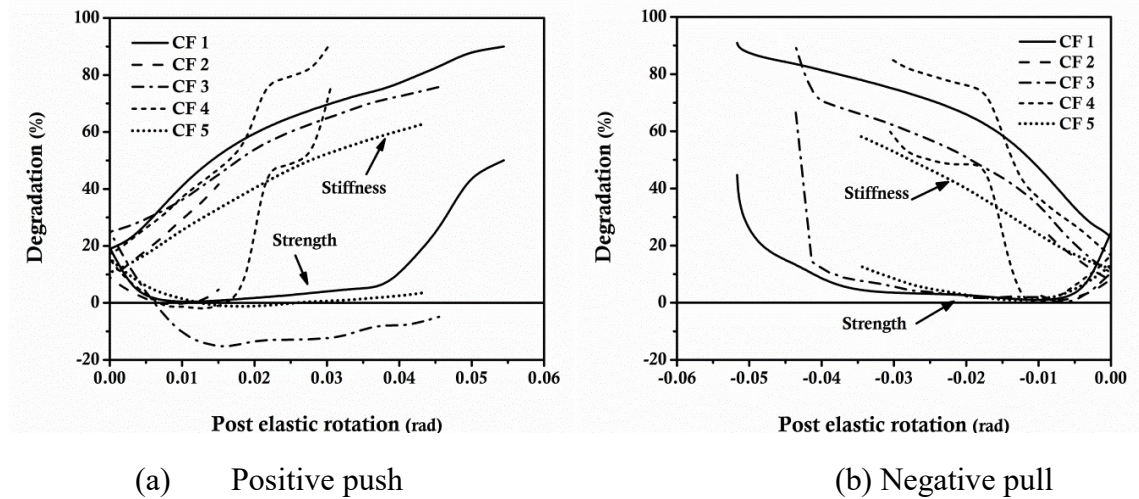 100
80
60
40
20
0
-20
Degradation (%)
CF 1
CF 2
CF 3
CF 4
CF 5
Stiffness
Strength
0.00 0.01 0.02 0.03 0.04 0.05 0.06
Post elastic rotation (rad)
100
80
60
40
20
0
-20
Degradation (%)
CF 1
CF 2
CF 3
CF 4
CF 5
Stiffness
Strength
-0.06 -0.05 -0.04 -0.03 -0.02 -0.01 0.00
Post elastic rotation (rad)
(a) Positive push
(b) Negative pull